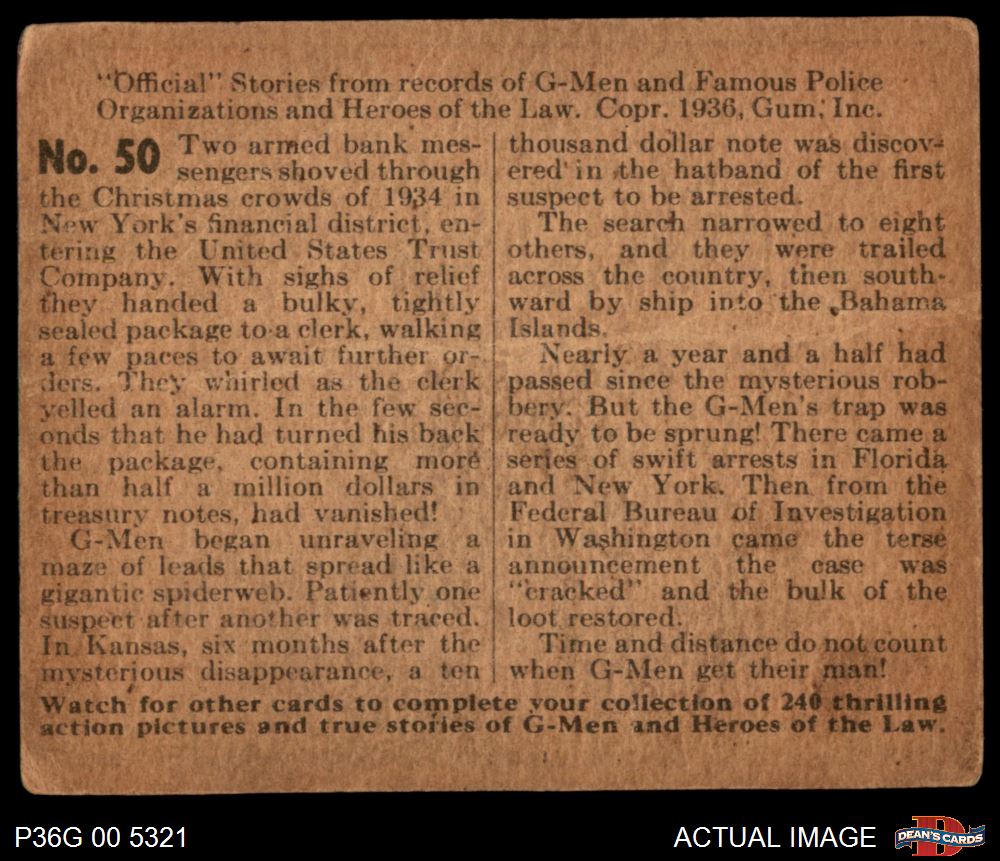 "Official" Stories from records of G-Men and Famous Police
Organizations and Heroes of the Law. Copr. 1936, Gum, Inc.
No. 50 Two armed bank mes-
sengers shoved through
the Christmas crowds of 1934 in
New York's financial district, en-
tering the United States Trust
Company. With sighs of relief
they handed a bulky, tightly
sealed package to a clerk, walking
a few paces to await further or-
ders. They whirled as the clerk
yelled an alarm. In the few sec-
onds that he had turned his back
the package, containing more
than half a million dollars in
treasury notes, had vanished!
G-Men began unraveling a
maze of leads that spread like a
gigantic spiderweb. Patiently one
suspect after another was traced.
In Kansas, six months after the
mysterious disappearance, a ten
thousand dollar note was discov-
ered in the hatband of the first
suspect to be arrested.
The search narrowed to eight
others, and they were trailed
across the country, then south-
ward by ship into the Bahama
Islands.
Nearly a year and a half had
passed since the mysterious rob-
bery. But the G-Men's trap was
ready to be sprung! There came a
series of swift arrests in Florida
and New York. Then from the
Federal Bureau of Investigation
in Washington came the terse
announcement the case was
"cracked" and the bulk of the
loot restored.
Time and distance do not count
when G-Men get their man!
Watch for other cards to complete your collection of 240 thrilling
action pictures and true stories of G-Men and Heroes of the Law.
P36G 00 5321
ACTUAL IMAGE
D
DEAN'S CARDS